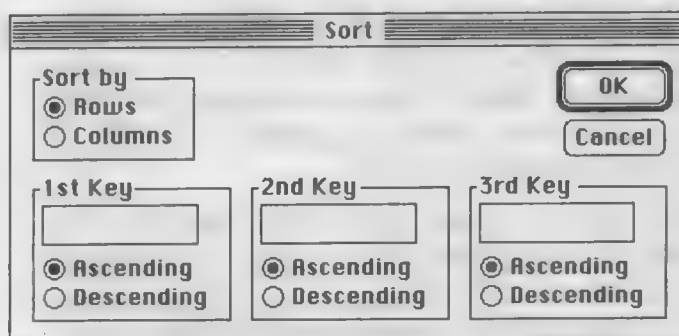 Sort
Sort by
Rows
Columns
OK
Cancel
1st Key
Ascending
Descending
2nd Key
Ascending
Descending
3rd Key
Ascending
Descending